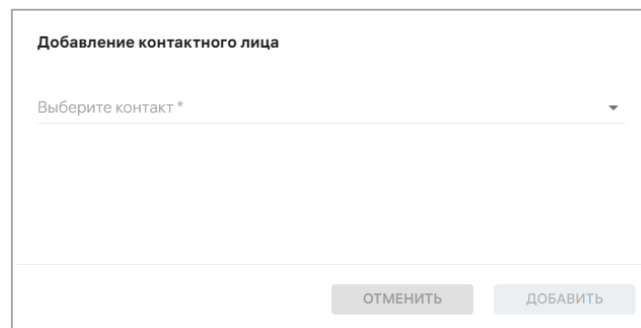 Добавление контактного лица
Выберите контакт *
ОТМЕНИТЬ
ДОБАВИТЬ